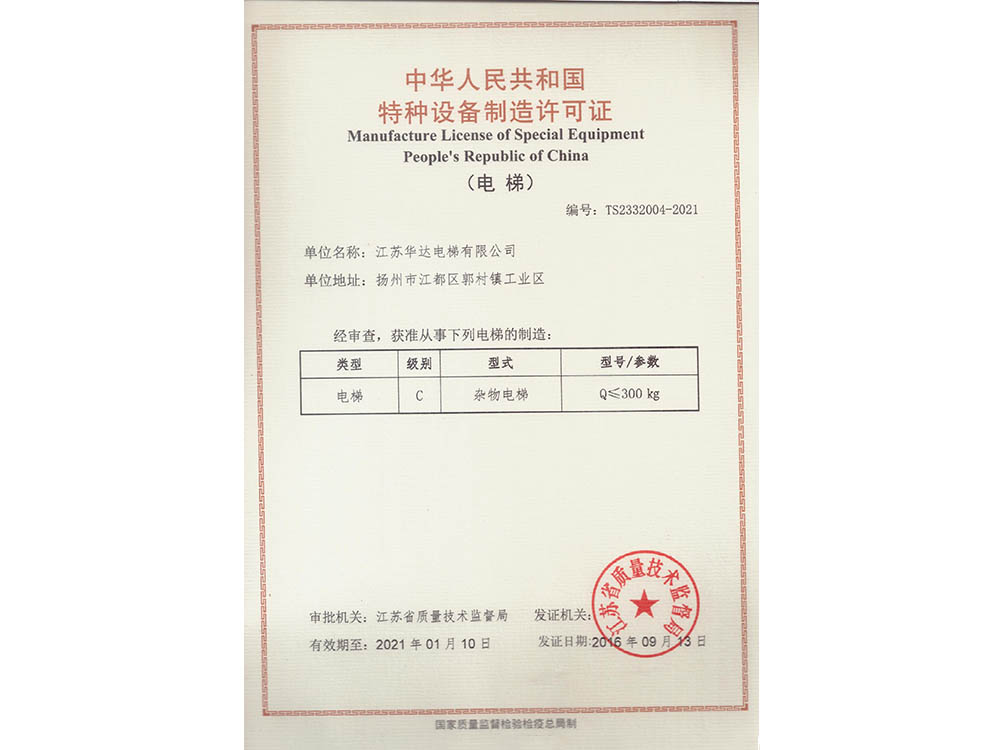 中华人民共和国
特种设备制造许可证
Manufacture License of Special Equipment
People's Republic of China
（电 梯）
编号：TS2332004-2021
单位名称：江苏华达电梯有限公司
单位地址：扬州市江都区郭村镇工业区
经审查，获准从事下列电梯的制造：
类型 级别 型式 型号/参数
电梯 C 杂物电梯 Q≤300 kg
江苏省质量技术监督局
审批机关：江苏省质量技术监督局 发证机关：
有效期至：2021 年 01 月 10 日 发证日期:2016 年 09 月 13 日
国家质量监督检验检疫总局制